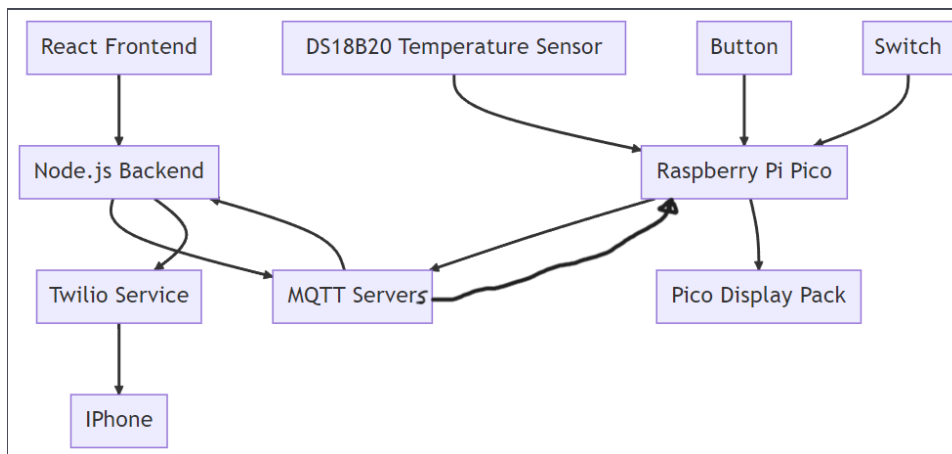 React Frontend
DS18B20 Temperature Sensor
Button
Switch
Node.js Backend
Raspberry Pi Pico
Twilio Service
MQTT Servers
Pico Display Pack
IPhone